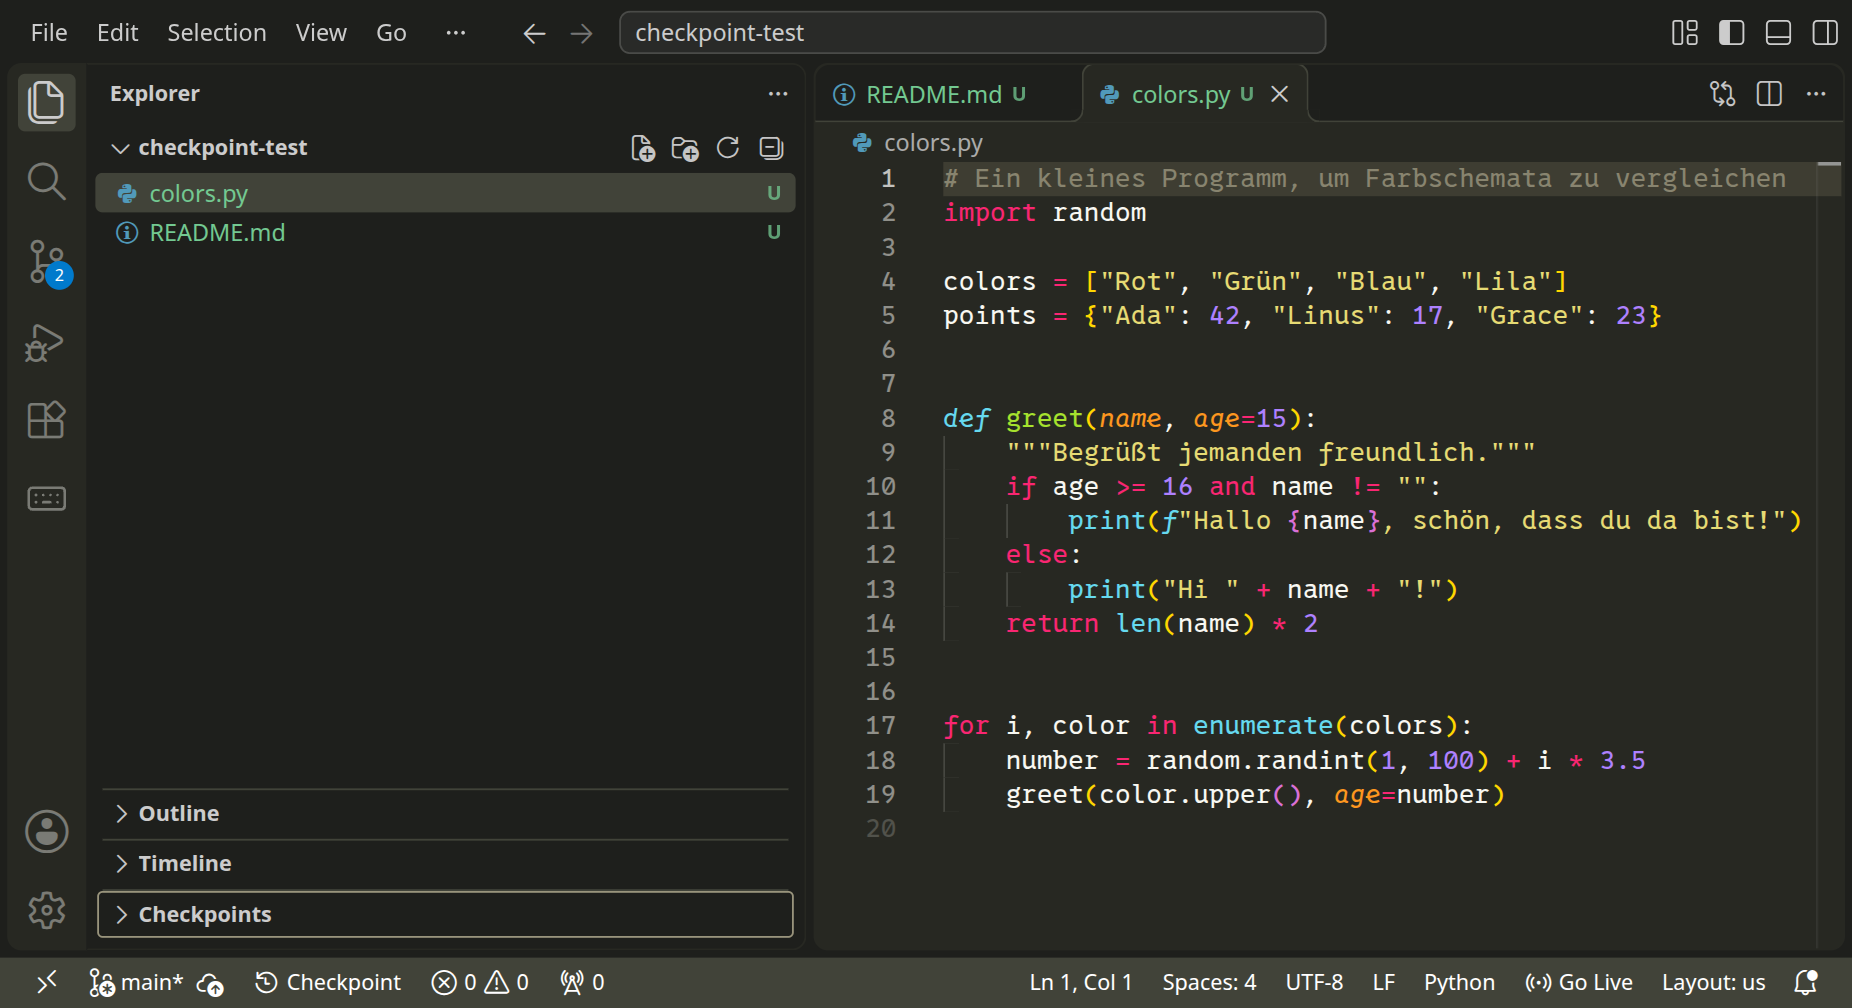 File Edit Selection View Go ··· checkpoint-test
Explorer
checkpoint-test
colors.py U
README.md U
2
Outline
Timeline
Checkpoints
README.md U colors.py U
colors.py
1 # Ein kleines Programm, um Farbschemata zu vergleichen
2 import random
3
4 colors = ["Rot", "Grün", "Blau", "Lila"]
5 points = {"Ada": 42, "Linus": 17, "Grace": 23}
6
7
8 def greet(name, age=15):
9     """Begrüßt jemanden freundlich."""
10     if age >= 16 and name != "":
11         print(f"Hallo {name}, schön, dass du da bist!")
12     else:
13         print("Hi " + name + "!")
14     return len(name) * 2
15
16
17 for i, color in enumerate(colors):
18     number = random.randint(1, 100) + i * 3.5
19     greet(color.upper(), age=number)
20
main* Checkpoint 0 0 0 Ln 1, Col 1 Spaces: 4 UTF-8 LF Python Go Live Layout: us